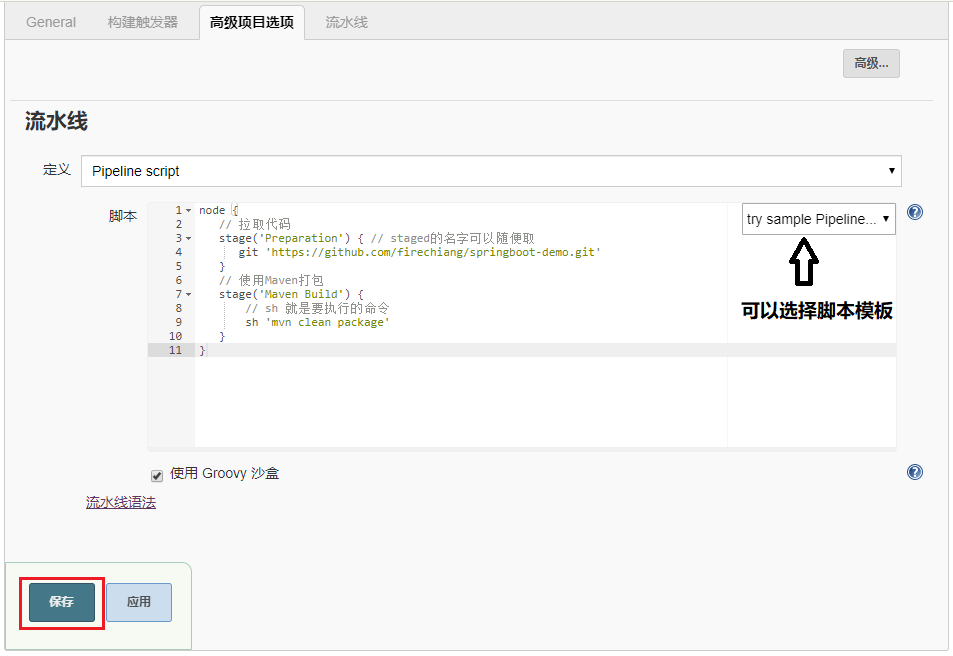 General 构建触发器 高级项目选项 流水线
高级...
流水线
定义 Pipeline script
脚本
try sample Pipeline...
1 node {
2 // 拉取代码
3 stage('Preparation') { // staged的名字可以随便取
4 git 'https://github.com/firechiang/springboot-demo.git'
5 }
6 // 使用Maven打包
7 stage('Maven Build') {
8 // sh 就是要执行的命令
9 sh 'mvn clean package'
10 }
11 }
可以选择脚本模板
使用 Groovy 沙盒
流水线语法
保存 应用